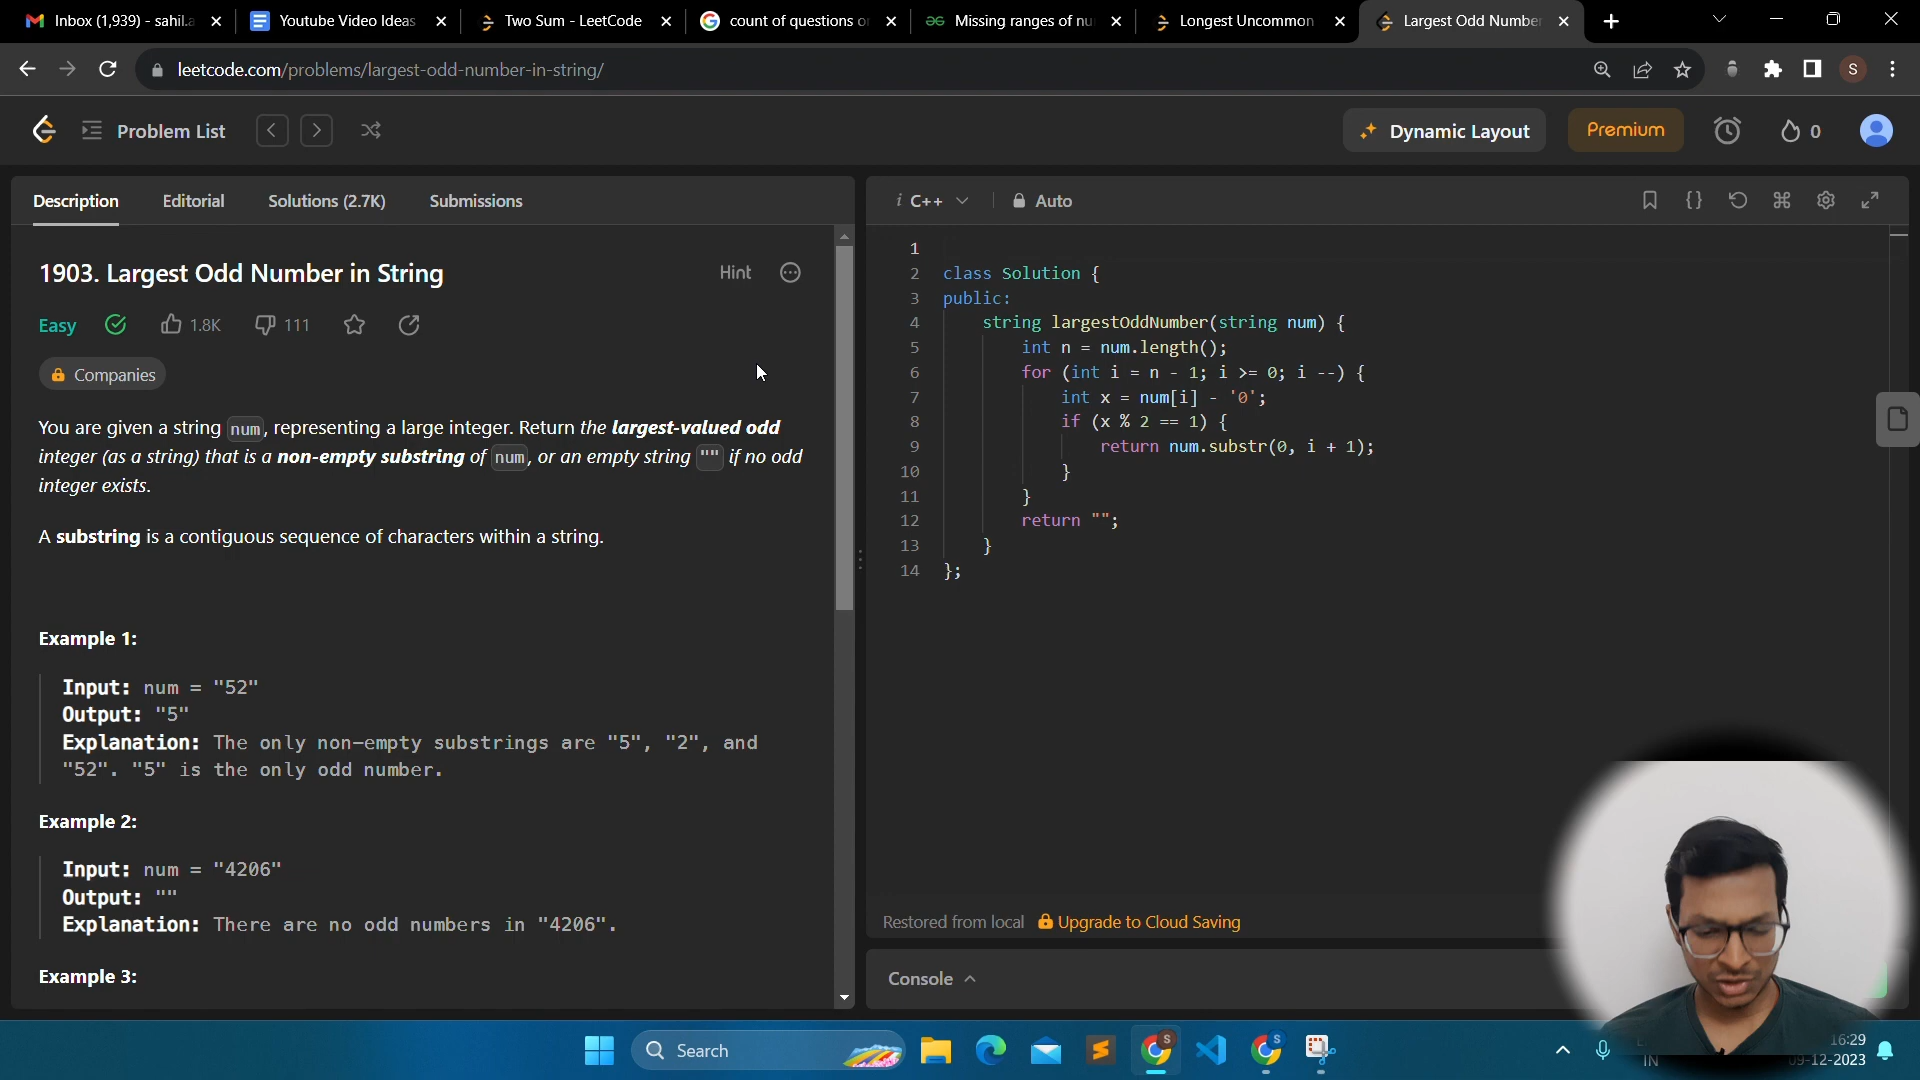 Inbox (1,939) - sahil.a
Youtube Video Ideas
Two Sum - LeetCode
count of questions o
Missing ranges of nu
Longest Uncommon
Largest Odd Number
leetcode.com/problems/largest-odd-number-in-string/
S
Problem List
Dynamic Layout
Premium
0
Description
Editorial
Solutions (2.7K)
Submissions
i C++
Auto
{}
1903. Largest Odd Number in String
Hint
Easy
1.8K
111
Companies
You are given a string num, representing a large integer. Return the largest-valued odd
integer (as a string) that is a non-empty substring of num, or an empty string "" if no odd
integer exists.
A substring is a contiguous sequence of characters within a string.
Example 1:
Input: num = "52"
Output: "5"
Explanation: The only non-empty substrings are "5", "2", and
"52". "5" is the only odd number.
Example 2:
Input: num = "4206"
Output: ""
Explanation: There are no odd numbers in "4206".
Example 3:
1
2 class Solution {
3 public:
4 string largestOddNumber(string num) {
5 int n = num.length();
6 for (int i = n - 1; i >= 0; i --) {
7 int x = num[i] - '0';
8 if (x % 2 == 1) {
9 return num.substr(0, i + 1);
10 }
11 }
12 return "";
13 }
14 };
Restored from local
Upgrade to Cloud Saving
Console
Search
S
S
IN
16:29
09-12-2023